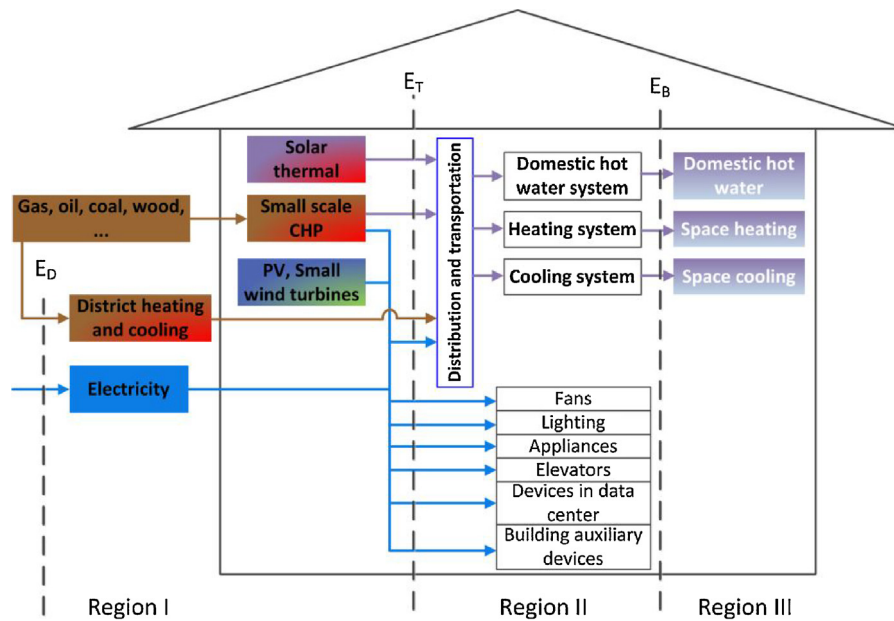 E_T
E_B
Solar
thermal
Distribution and transportation
Domestic hot
water system
Domestic hot
water
Gas, oil, coal, wood,
...
Small scale
CHP
Heating system
Space heating
E_D
PV, Small
wind turbines
Cooling system
Space cooling
District heating
and cooling
Electricity
Fans
Lighting
Appliances
Elevators
Devices in data
center
Building auxiliary
devices
Region I
Region II
Region III